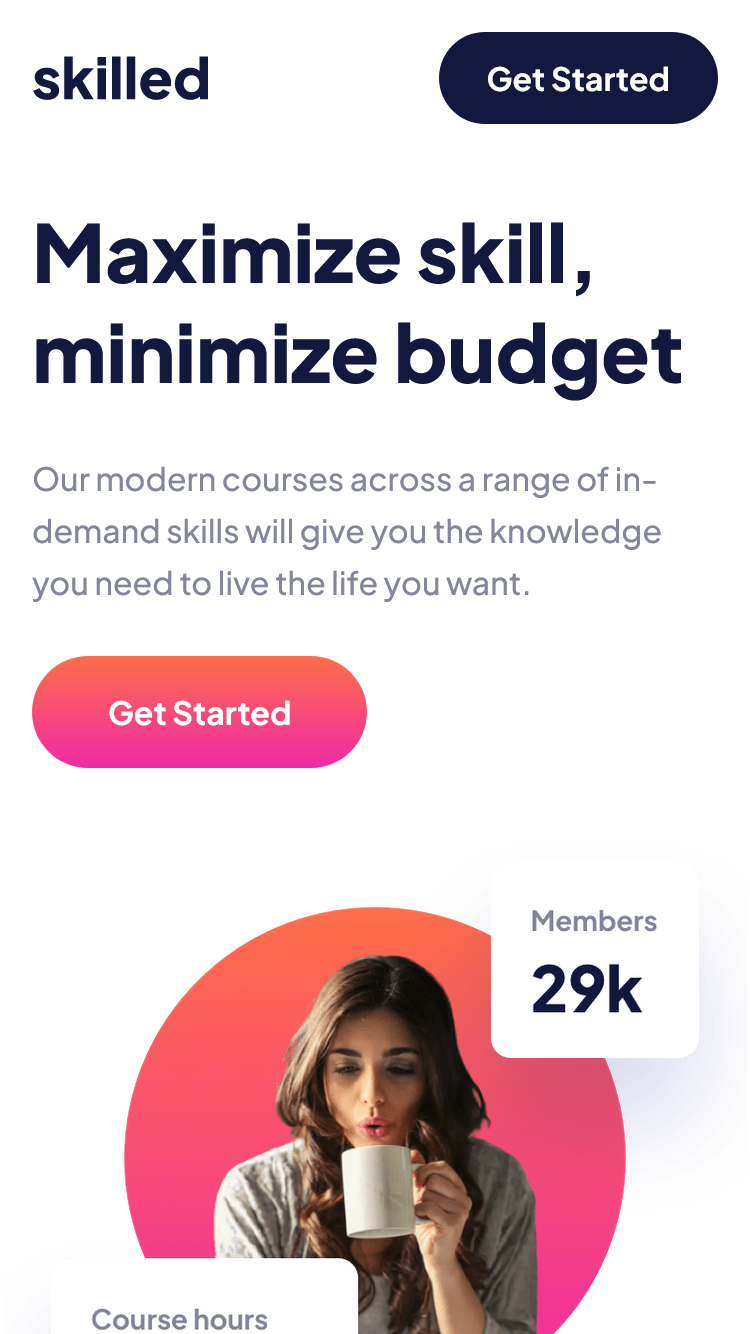 skilled
Get Started
Maximize skill,
minimize budget
Our modern courses across a range of in-
demand skills will give you the knowledge
you need to live the life you want.
Get Started
Members
29k
Course hours